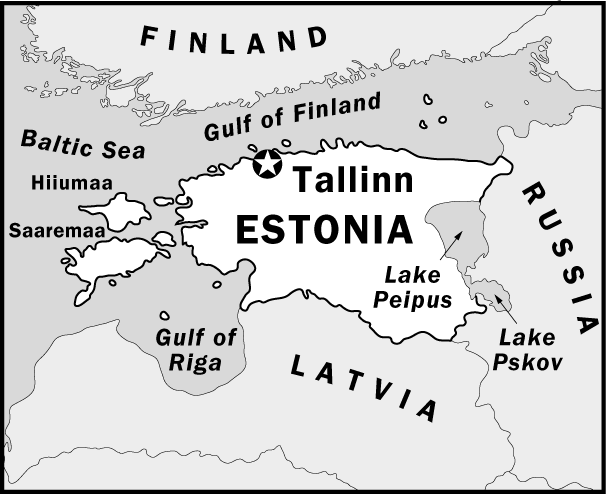 FINLAND
Gulf of Finland
Baltic Sea
Hiiumaa
Tallinn
Saaremaa
ESTONIA
RUSSIA
Lake
Peipus
Gulf of
Riga
Lake
Pskov
LATVIA